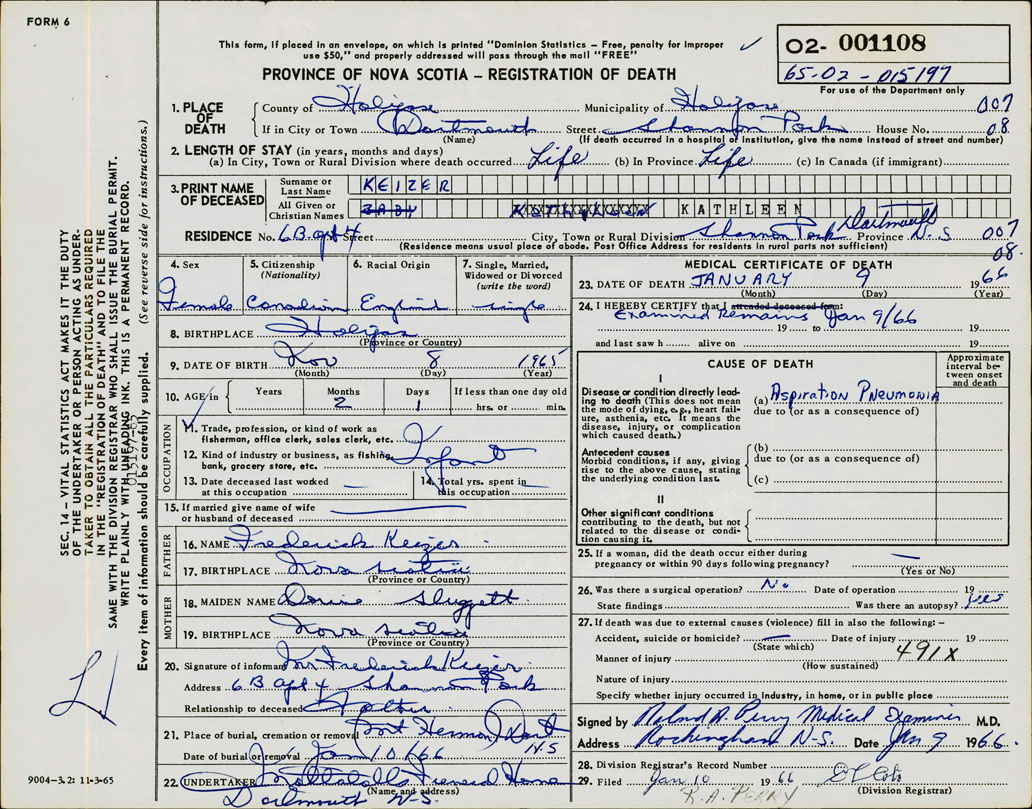 FORM 6
This form, if placed in an envelope, on which is printed "Dominion Statistics — Free, penalty for improper
use $50," and properly addressed will pass through the mail "FREE"
02- 001108
65-02-015197
For use of the Department only
PROVINCE OF NOVA SCOTIA — REGISTRATION OF DEATH
1. PLACE OF DEATH
County of Halifax Municipality of Halifax 007
If in City or Town Dartmouth Street Shannon Park House No. 08
(Name) (If death occurred in a hospital or institution, give the name instead of street and number)
2. LENGTH OF STAY (in years, months and days)
(a) In City, Town or Rural Division where death occurred Life (b) In Province Life (c) In Canada (if immigrant)
3. PRINT NAME OF DECEASED
Surname or Last Name KEIZER
All Given or Christian Names BABY KATHLEEN
RESIDENCE No. 6B apt 4 Street City, Town or Rural Division Shannon Park Dartmouth Province N.S 007
(Residence means usual place of abode. Post Office Address for residents in rural parts not sufficient) 08.
4. Sex Female
5. Citizenship (Nationality) Canadian
6. Racial Origin English
7. Single, Married, Widowed or Divorced (write the word) single
8. BIRTHPLACE Halifax
(Province or Country)
9. DATE OF BIRTH Nov 8 1965
(Month) (Day) (Year)
10. AGE in Years Months 2 Days 1 If less than one day old hrs. or min.
OCCUPATION
11. Trade, profession, or kind of work as fisherman, office clerk, sales clerk, etc.
12. Kind of industry or business, as fishing, bank, grocery store, etc. Infant
13. Date deceased last worked at this occupation —
14. Total yrs. spent in this occupation —
15. If married give name of wife or husband of deceased
FATHER
16. NAME Frederick Keizer
17. BIRTHPLACE Nova Scotia
(Province or Country)
MOTHER
18. MAIDEN NAME Sluggett
19. BIRTHPLACE Nova Scotia
(Province or Country)
20. Signature of informant Mr Frederick Keizer
Address 6B apt 4 Shannon Park
Relationship to deceased Father
21. Place of burial, cremation or removal Mt Hermon Dart N.S
Date of burial or removal Jan 10/66
22. UNDERTAKER Funeral Home
(Name and address)
Dartmouth N.S.
MEDICAL CERTIFICATE OF DEATH
23. DATE OF DEATH JANUARY 9 1966
(Month) (Day) (Year)
24. I HEREBY CERTIFY that I attended deceased from:
Examined Remains Jan 9/66
19 to 19
and last saw h alive on 19
CAUSE OF DEATH
Approximate interval between onset and death
I
Disease or condition directly leading to death (This does not mean the mode of dying, e.g., heart failure, asthenia, etc. It means the disease, injury, or complication which caused death.)
(a) Aspiration Pneumonia
due to (or as a consequence of)
Antecedent causes
Morbid conditions, if any, giving rise to the above cause, stating the underlying condition last.
(b)
due to (or as a consequence of)
(c)
II
Other significant conditions
contributing to the death, but not related to the disease or condition causing it.
25. If a woman, did the death occur either during pregnancy or within 90 days following pregnancy? —
(Yes or No)
26. Was there a surgical operation? No Date of operation 19
State findings Was there an autopsy? yes
27. If death was due to external causes (violence) fill in also the following: —
Accident, suicide or homicide? — Date of injury 19
(State which)
Manner of injury 491X
(How sustained)
Nature of injury
Specify whether injury occurred in industry, in home, or in public place
Signed by Roland A. Perry Medical Examiner M.D.
Address Rockingham N-S. Date Jan 9 1966.
28. Division Registrar's Record Number
29. Filed Jan 10 1966
(Division Registrar)
R.A. PERRY
SEC. 14 — VITAL STATISTICS ACT MAKES IT THE DUTY
OF THE UNDERTAKER OR PERSON ACTING AS UNDER-
TAKER TO OBTAIN ALL THE PARTICULARS REQUIRED
IN THE "REGISTRATION OF DEATH" AND TO FILE THE
SAME WITH THE DIVISION REGISTRAR WHO SHALL ISSUE THE BURIAL PERMIT.
WRITE PLAINLY WITH UNFADING INK. THIS IS A PERMANENT RECORD.
Every item of information should be carefully supplied. (See reverse side for instructions.)
9004-3.2: 11-3-65